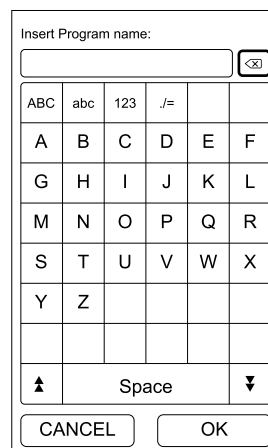 Insert Program name:
ABC abc 123 ./=
A B C D E F
G H I J K L
M N O P Q R
S T U V W X
Y Z
Space
CANCEL OK